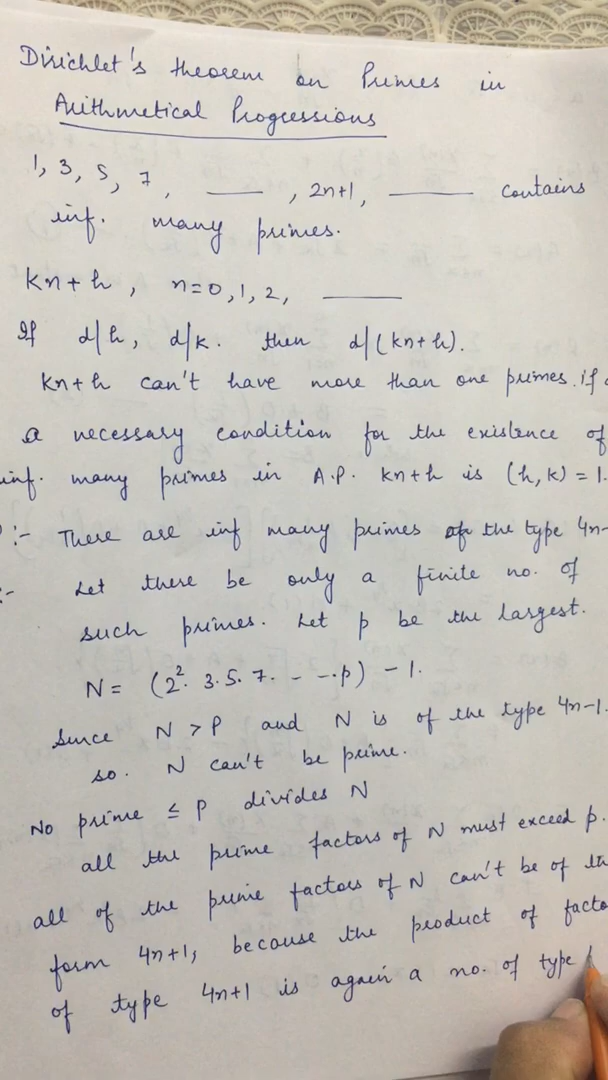 Dirichlet's theorem on Primes in
Arithmetical Progressions
1, 3, 5, 7, ___ , 2n+1, ___ contains
inf. many primes.
kn + h, n=0,1,2, ___
If d/h, d/k. then d/(kn+h).
kn+h can't have more than one primes. if
a necessary condition for the existence of
inf. many primes in A.P. kn+h is (h,k) = 1.
:- There are inf many primes of the type 4n-
:- Let there be only a finite no. of
such primes. Let p be the largest.
N = (2². 3. 5. 7. - - - . p) - 1.
Since N > P and N is of the type 4n-1.
so. N can't be prime.
No prime ≤ P divides N
all the prime factors of N must exceed p.
all of the prime factors of N can't be of th
form 4n+1, because the product of facto
of type 4n+1 is again a no. of type